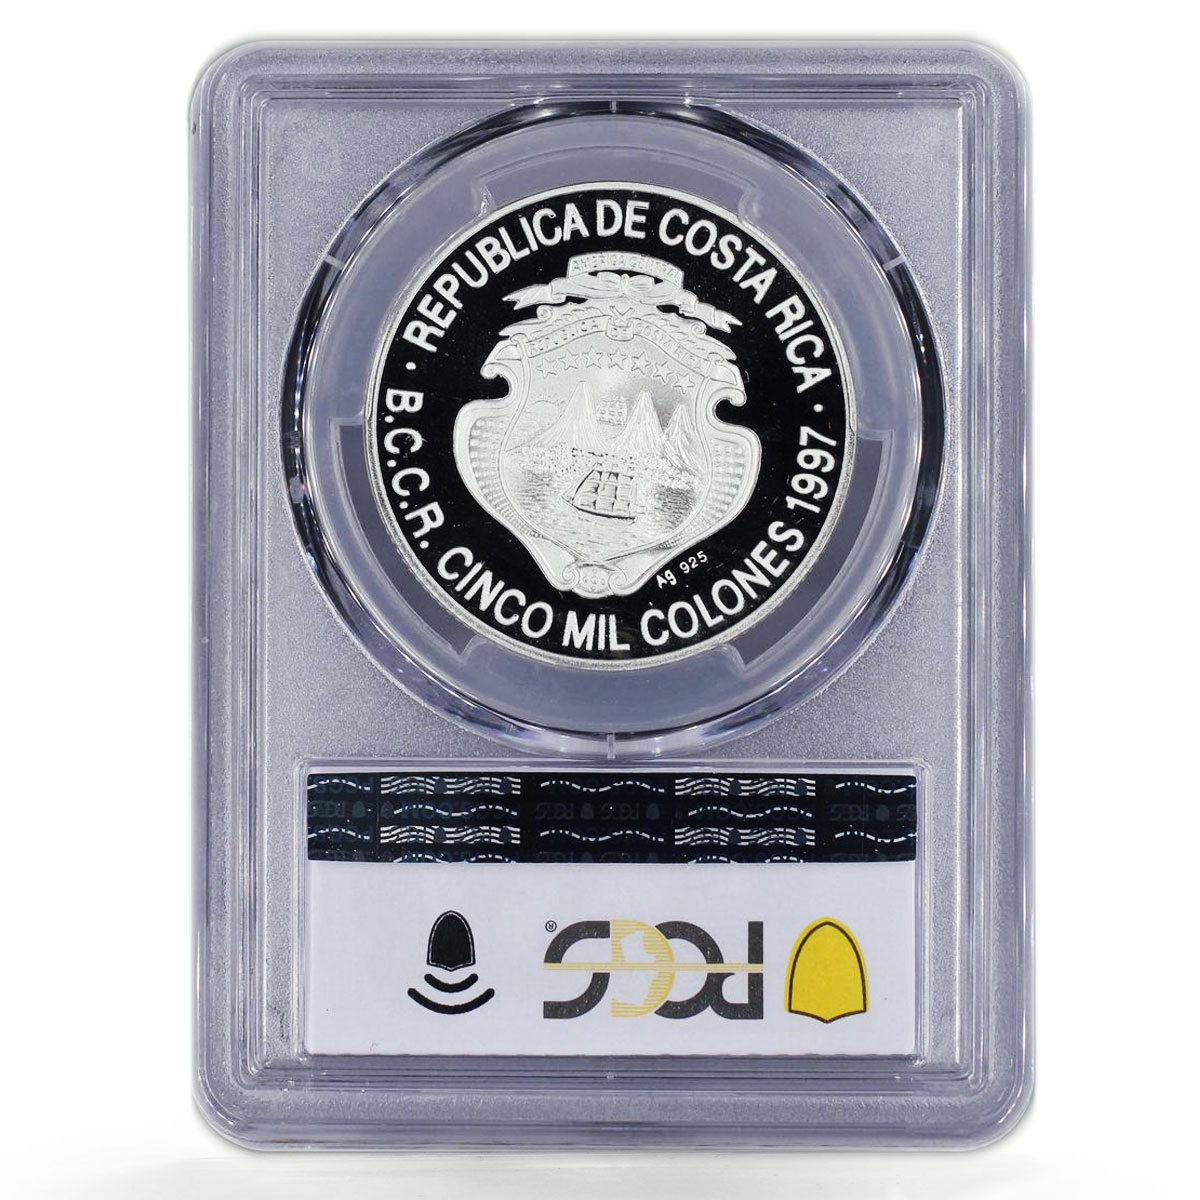 · REPUBLICA DE COSTA RICA ·
AMERICA CENTRAL
REPUBLICA DE COSTA RICA
Ag 925
B.C.C.R. CINCO MIL COLONES 1997
PCGS
®